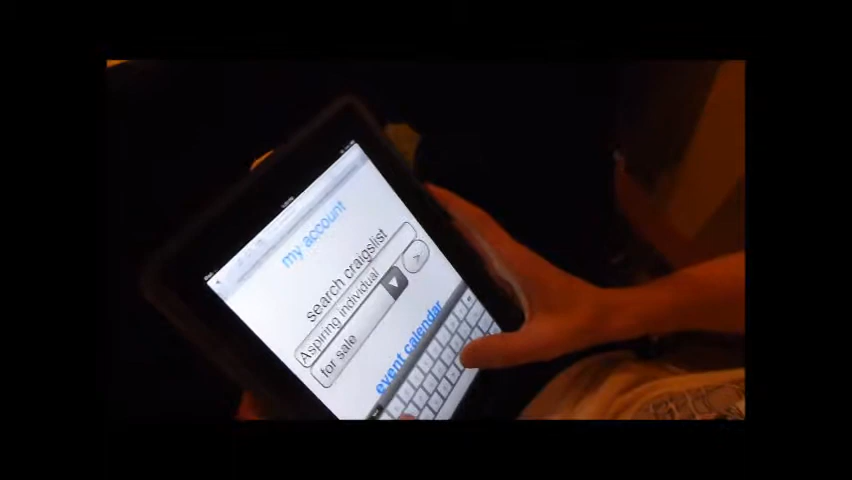 my account
search craigslist
Aspiring individual
>
for sale
event calendar